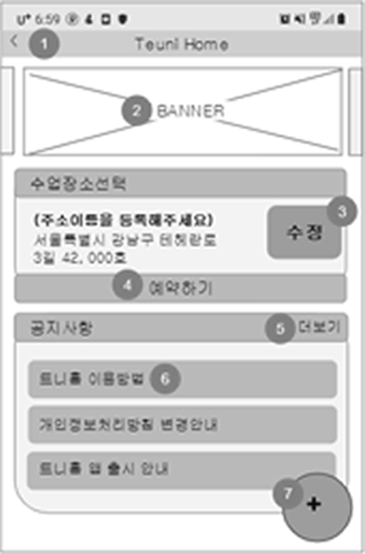 U+ 6:59
1
Teuni Home
2 BANNER
수업장소선택
(주소이름을 등록해주세요)
서울특별시 강남구 테헤란로
3길 42, 000호
수정
3
4 예약하기
공지사항
5 더보기
트니홈 이용방법 6
개인정보처리방침 변경안내
트니홈 앱 출시 안내
7
+